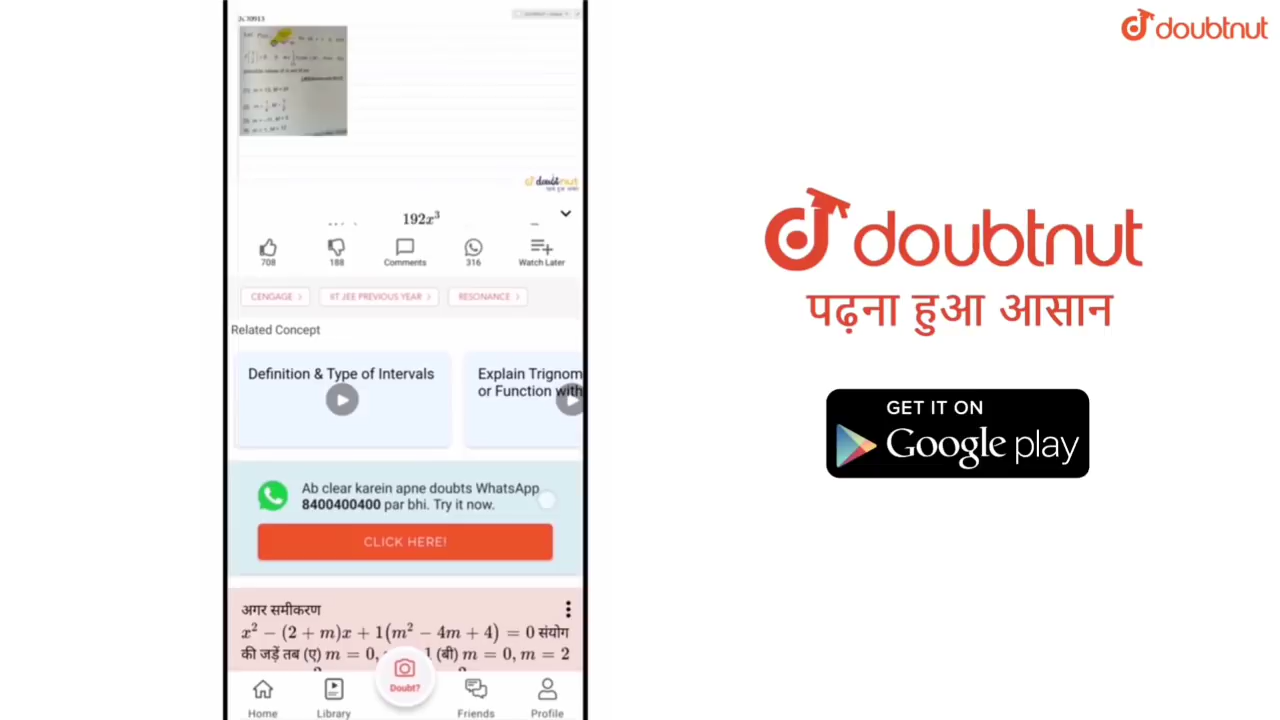 doubtnut
doubtnut
192x³
708
188
Comments
316
Watch Later
CENGAGE >
IIT JEE PREVIOUS YEAR >
RESONANCE >
Related Concept
Definition & Type of Intervals
Explain Trignom
or Function with
Ab clear karein apne doubts WhatsApp
8400400400 par bhi. Try it now.
CLICK HERE!
अगर समीकरण
x² − (2 + m)x + 1(m² − 4m + 4) = 0 संयोग
की जड़ें तब (ए) m = 0, 1 (बी) m = 0, m = 2
Doubt?
Home
Library
Friends
Profile
doubtnut
पढ़ना हुआ आसान
GET IT ON
Google play